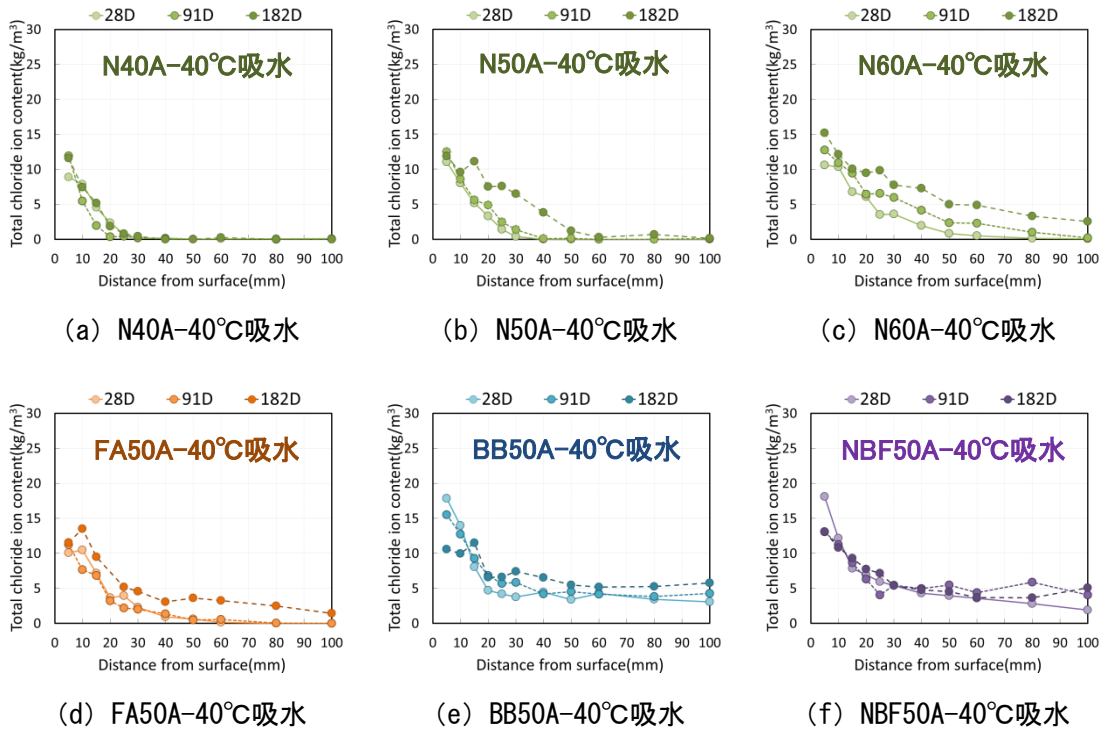 28D 91D 182D
Total chloride ion content(kg/m³)
30
25
20
15
10
5
0
N40A-40℃吸水
0 10 20 30 40 50 60 70 80 90 100
Distance from surface(mm)
(a) N40A-40℃吸水
28D 91D 182D
Total chloride ion content(kg/m³)
30
25
20
15
10
5
0
N50A-40℃吸水
0 10 20 30 40 50 60 70 80 90 100
Distance from surface(mm)
(b) N50A-40℃吸水
28D 91D 182D
Total chloride ion content(kg/m³)
30
25
20
15
10
5
0
N60A-40℃吸水
0 10 20 30 40 50 60 70 80 90 100
Distance from surface(mm)
(c) N60A-40℃吸水
28D 91D 182D
Total chloride ion content(kg/m³)
30
25
20
15
10
5
0
FA50A-40℃吸水
0 10 20 30 40 50 60 70 80 90 100
Distance from surface(mm)
(d) FA50A-40℃吸水
28D 91D 182D
Total chloride ion content(kg/m³)
30
25
20
15
10
5
0
BB50A-40℃吸水
0 10 20 30 40 50 60 70 80 90 100
Distance from surface(mm)
(e) BB50A-40℃吸水
28D 91D 182D
Total chloride ion content(kg/m³)
30
25
20
15
10
5
0
NBF50A-40℃吸水
0 10 20 30 40 50 60 70 80 90 100
Distance from surface(mm)
(f) NBF50A-40℃吸水